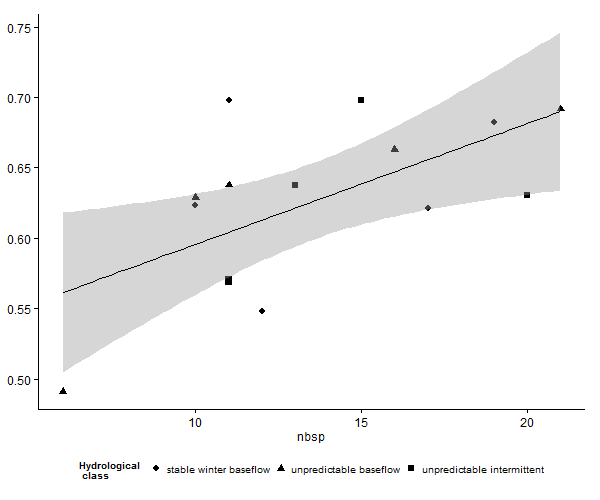 0.75
0.70
0.65
0.60
0.55
0.50
10 15 20
nbsp
Hydrological
class
stable winter baseflow unpredictable baseflow unpredictable intermittent